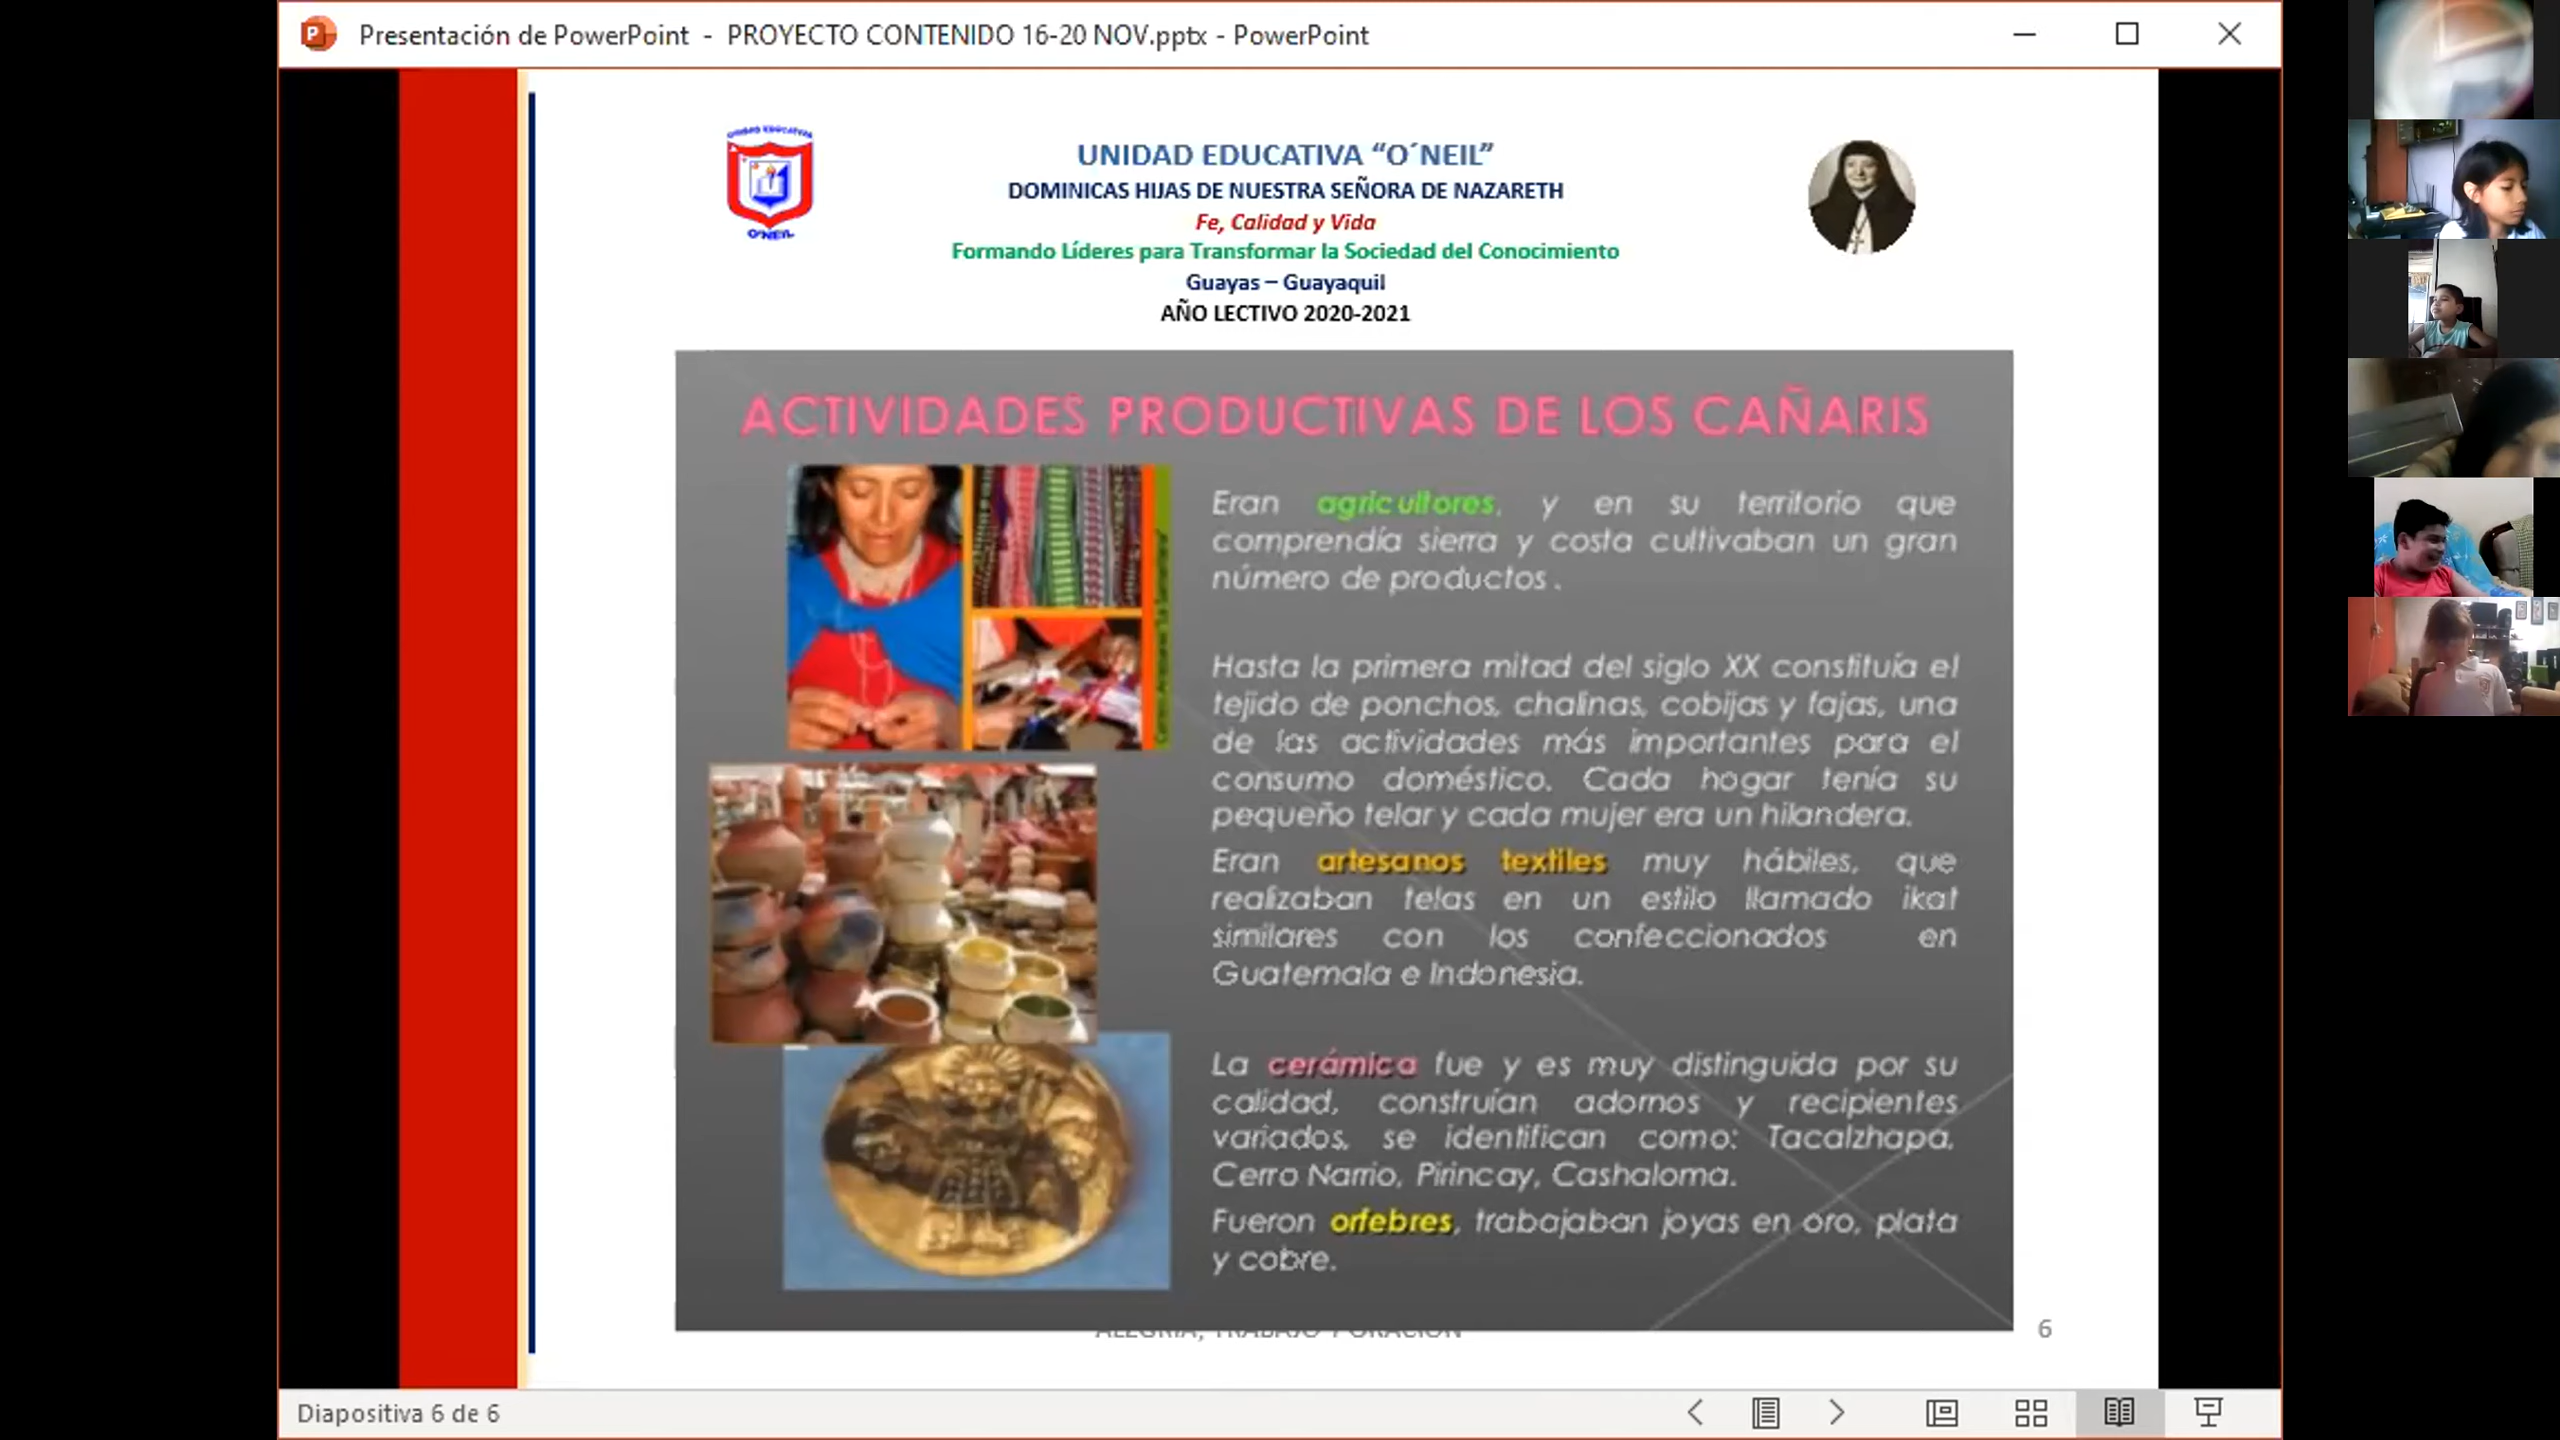 Presentación de PowerPoint - PROYECTO CONTENIDO 16-20 NOV.pptx - PowerPoint
UNIDAD EDUCATIVA
O'NEIL
UNIDAD EDUCATIVA “O´NEIL”
DOMINICAS HIJAS DE NUESTRA SEÑORA DE NAZARETH
Fe, Calidad y Vida
Formando Líderes para Transformar la Sociedad del Conocimiento
Guayas – Guayaquil
AÑO LECTIVO 2020-2021
ACTIVIDADES PRODUCTIVAS DE LOS CAÑARIS
Eran agricultores, y en su territorio que
comprendía sierra y costa cultivaban un gran
número de productos .
Hasta la primera mitad del siglo XX constituía el
tejido de ponchos, chalinas, cobijas y fajas, una
de las actividades más importantes para el
consumo doméstico. Cada hogar tenía su
pequeño telar y cada mujer era un hilandera.
Eran artesanos textiles muy hábiles, que
realizaban telas en un estilo llamado ikat
similares con los confeccionados en
Guatemala e Indonesia.
La cerámica fue y es muy distinguida por su
calidad, construían adornos y recipientes
variados, se identifican como: Tacalzhapa,
Cerro Narrio, Pirincay, Cashaloma.
Fueron orfebres, trabajaban joyas en oro, plata
y cobre.
ALEGRÍA, TRABAJO Y ORACIÓN
6
Diapositiva 6 de 6